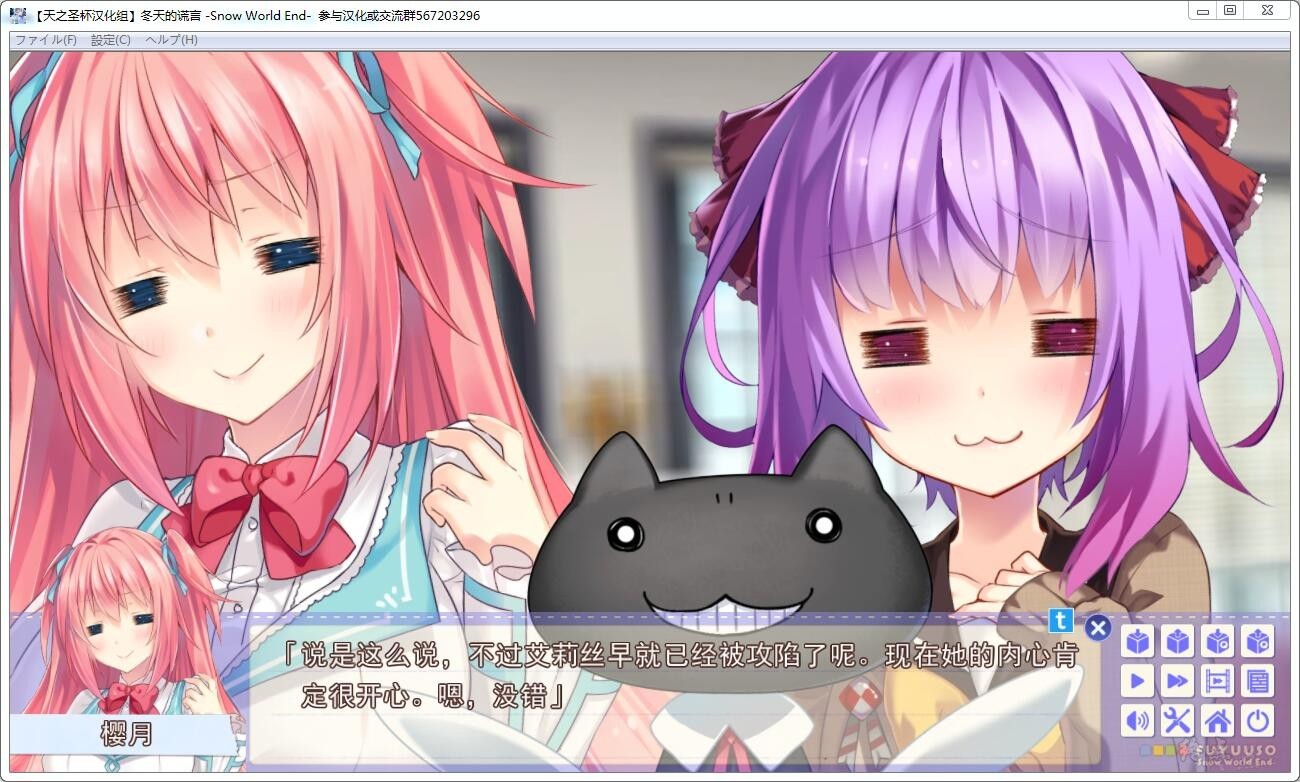 【天之圣杯汉化组】冬天的谎言 -Snow World End- 参与汉化或交流群567203296
ファイル(F) 設定(C) ヘルプ(H)
「说是这么说，不过艾莉丝早就已经被攻陷了呢。现在她的内心肯
定很开心。嗯，没错」
樱月
t
FUYUUSO
Snow World End